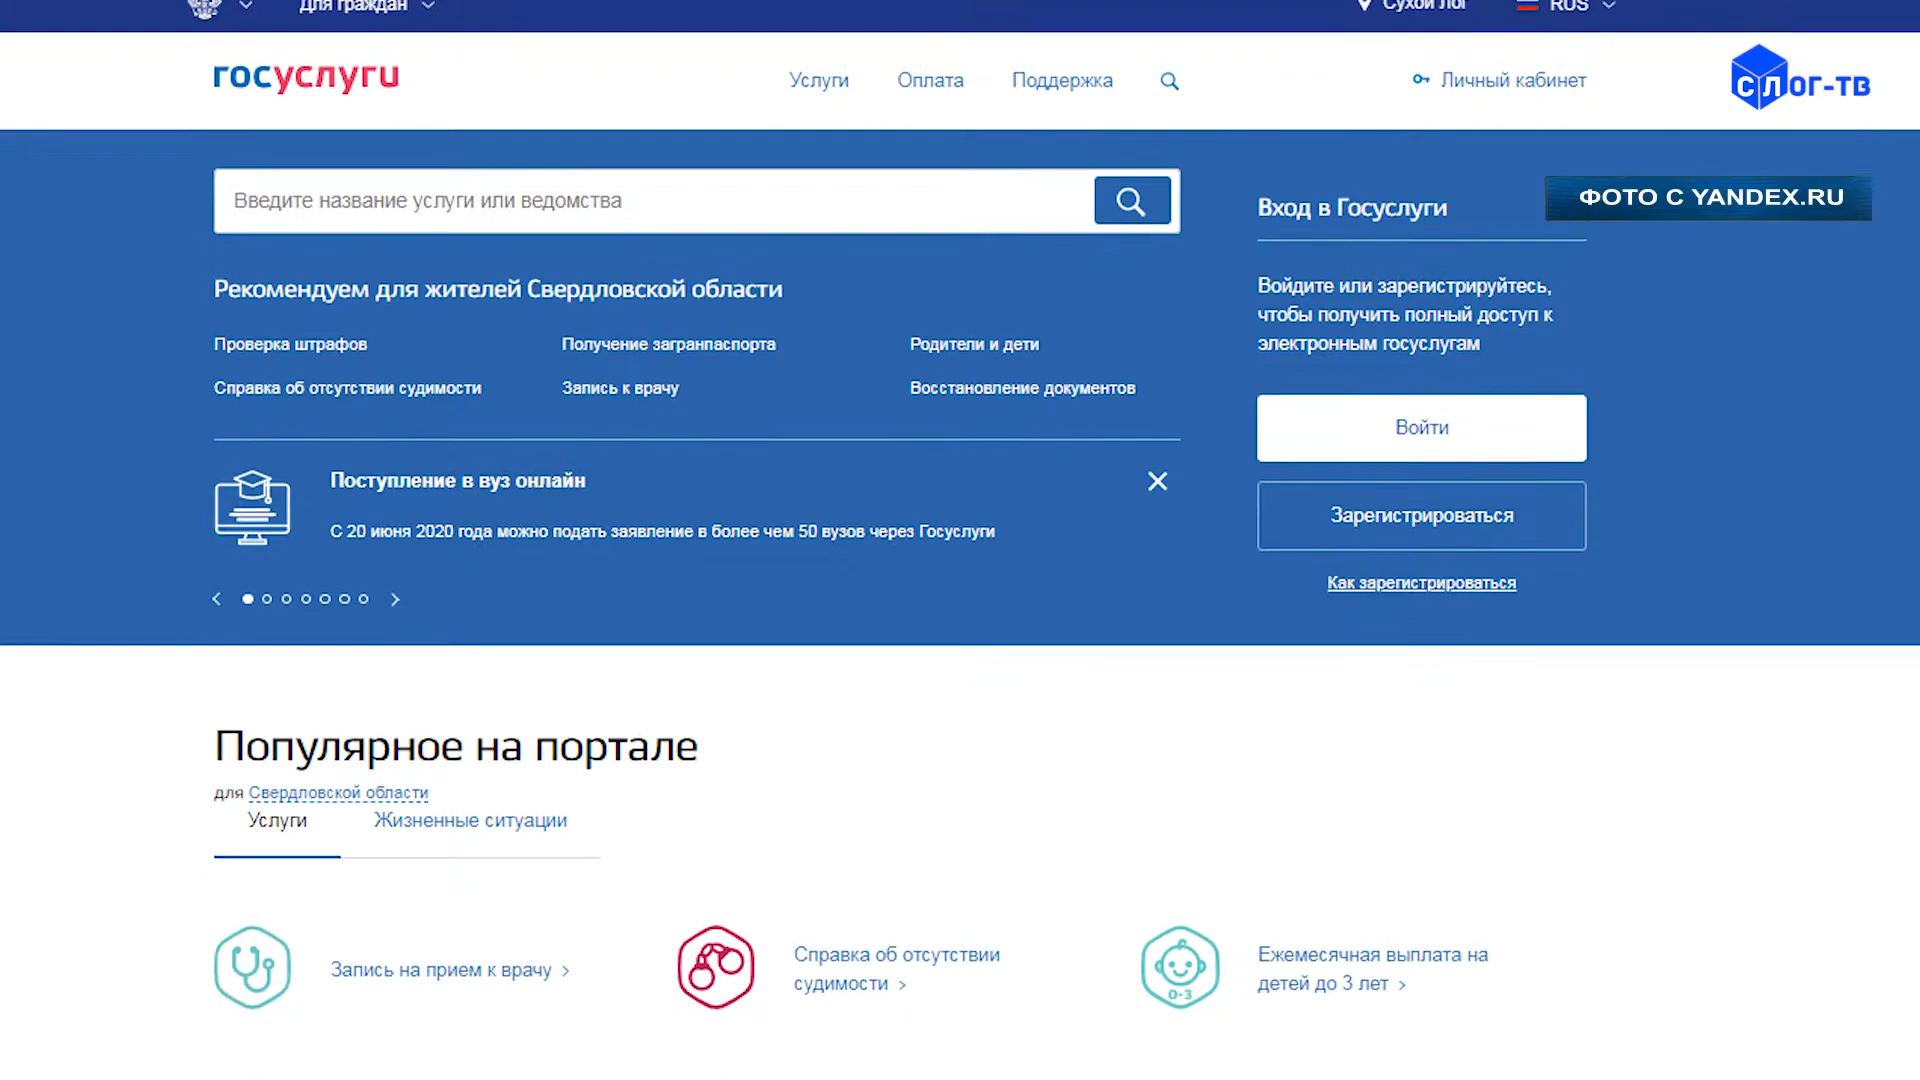 Для граждан
Сухой Лог
RUS
госуслуги
Услуги
Оплата
Поддержка
Личный кабинет
СЛОГ-ТВ
Введите название услуги или ведомства
Вход в Госуслуги
ФОТО С YANDEX.RU
Рекомендуем для жителей Свердловской области
Войдите или зарегистрируйтесь,
чтобы получить полный доступ к
электронным госуслугам
Проверка штрафов
Получение загранпаспорта
Родители и дети
Справка об отсутствии судимости
Запись к врачу
Восстановление документов
Войти
Поступление в вуз онлайн
С 20 июня 2020 года можно подать заявление в более чем 50 вузов через Госуслуги
Зарегистрироваться
Как зарегистрироваться
Популярное на портале
для Свердловской области
Услуги
Жизненные ситуации
Запись на прием к врачу
Справка об отсутствии
судимости
0-3
Ежемесячная выплата на
детей до 3 лет